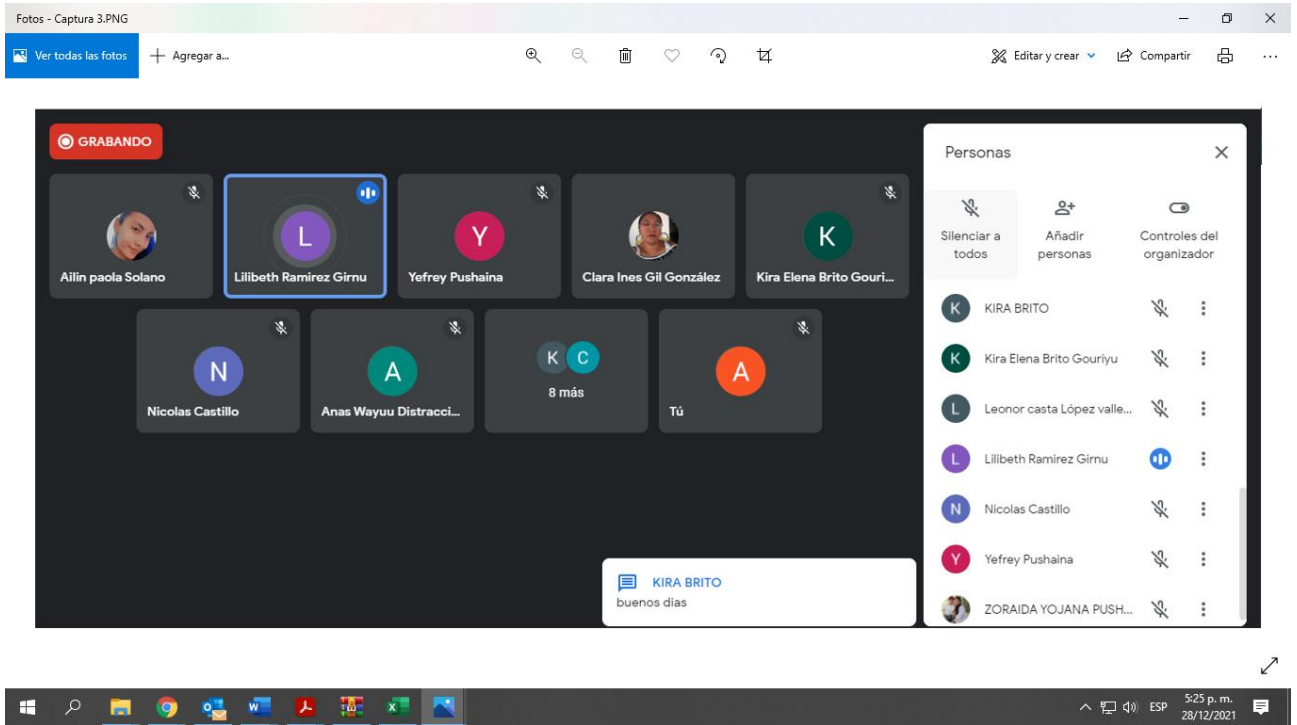 Fotos - Captura 3.PNG
Ver todas las fotos
Agregar a...
Editar y crear
Compartir
GRABANDO
Ailin paola Solano
L
Lilibeth Ramirez Girnu
Y
Yefrey Pushaina
Clara Ines Gil González
K
Kira Elena Brito Gouri...
N
Nicolas Castillo
A
Anas Wayuu Distracci...
K C
8 más
A
Tú
KIRA BRITO
buenos dias
Personas
Silenciar a todos
Añadir personas
Controles del organizador
K KIRA BRITO
K Kira Elena Brito Gouriyu
L Leonor casta López valle...
L Lilibeth Ramirez Girnu
N Nicolas Castillo
Y Yefrey Pushaina
ZORAIDA YOJANA PUSH...
ESP
5:25 p. m.
28/12/2021